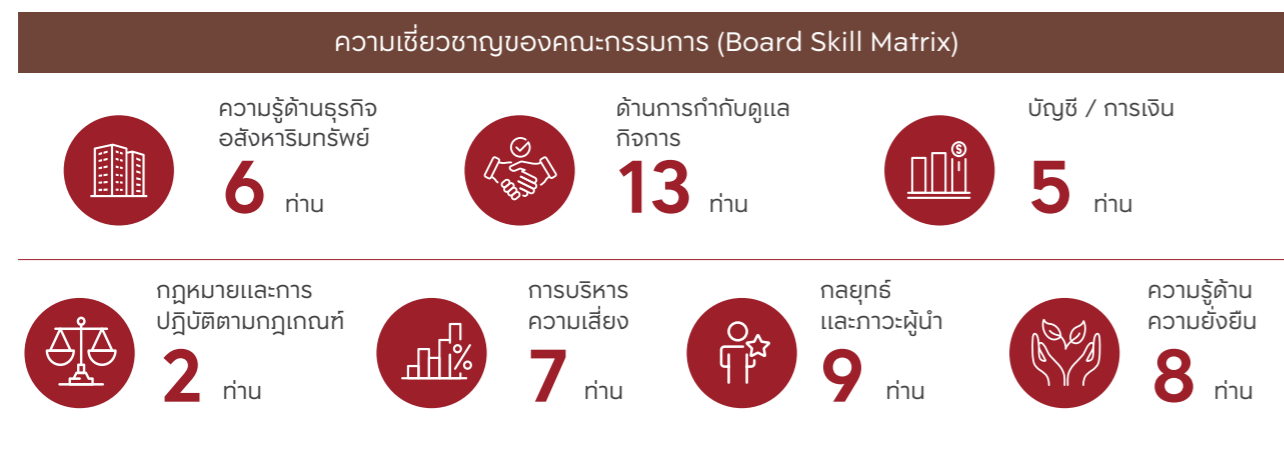 ความเชี่ยวชาญของคณะกรรมการ (Board Skill Matrix)
ความรู้ด้านธุรกิจ
อสังหาริมทรัพย์
6 ท่าน
ด้านการกำกับดูแล
กิจการ
13 ท่าน
บัญชี / การเงิน
5 ท่าน
กฎหมายและการ
ปฎิบัติตามกฎเกณฑ์
2 ท่าน
การบริหาร
ความเสี่ยง
7 ท่าน
กลยุทธ์
และภาวะผู้นำ
9 ท่าน
ความรู้ด้าน
ความยั่งยืน
8 ท่าน